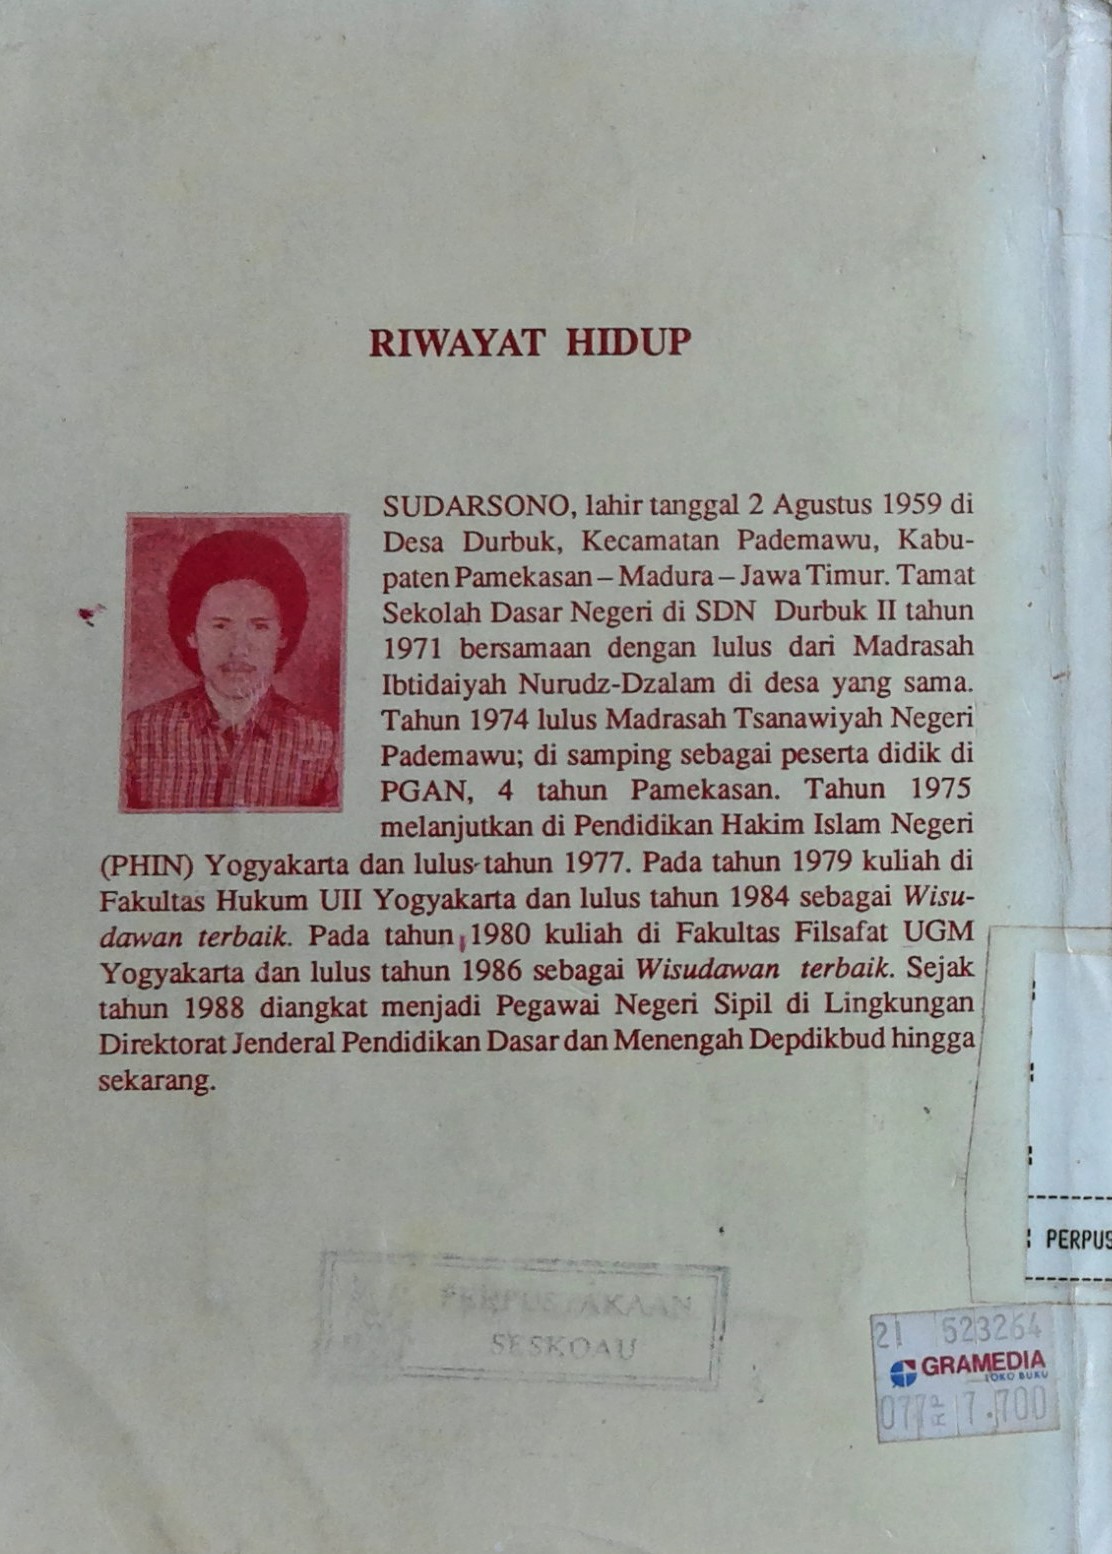 RIWAYAT HIDUP
SUDARSONO, lahir tanggal 2 Agustus 1959 di
Desa Durbuk, Kecamatan Pademawu, Kabu-
paten Pamekasan – Madura – Jawa Timur. Tamat
Sekolah Dasar Negeri di SDN Durbuk II tahun
1971 bersamaan dengan lulus dari Madrasah
Ibtidaiyah Nurudz-Dzalam di desa yang sama.
Tahun 1974 lulus Madrasah Tsanawiyah Negeri
Pademawu; di samping sebagai peserta didik di
PGAN, 4 tahun Pamekasan. Tahun 1975
melanjutkan di Pendidikan Hakim Islam Negeri
(PHIN) Yogyakarta dan lulus tahun 1977. Pada tahun 1979 kuliah di
Fakultas Hukum UII Yogyakarta dan lulus tahun 1984 sebagai Wisu-
dawan terbaik. Pada tahun 1980 kuliah di Fakultas Filsafat UGM
Yogyakarta dan lulus tahun 1986 sebagai Wisudawan terbaik. Sejak
tahun 1988 diangkat menjadi Pegawai Negeri Sipil di Lingkungan
Direktorat Jenderal Pendidikan Dasar dan Menengah Depdikbud hingga
sekarang.
PERPUS
PERPUSTAKAAN
SESKOAU
21 523264
GRAMEDIA
TOKO BUKU
077 RP 7.700